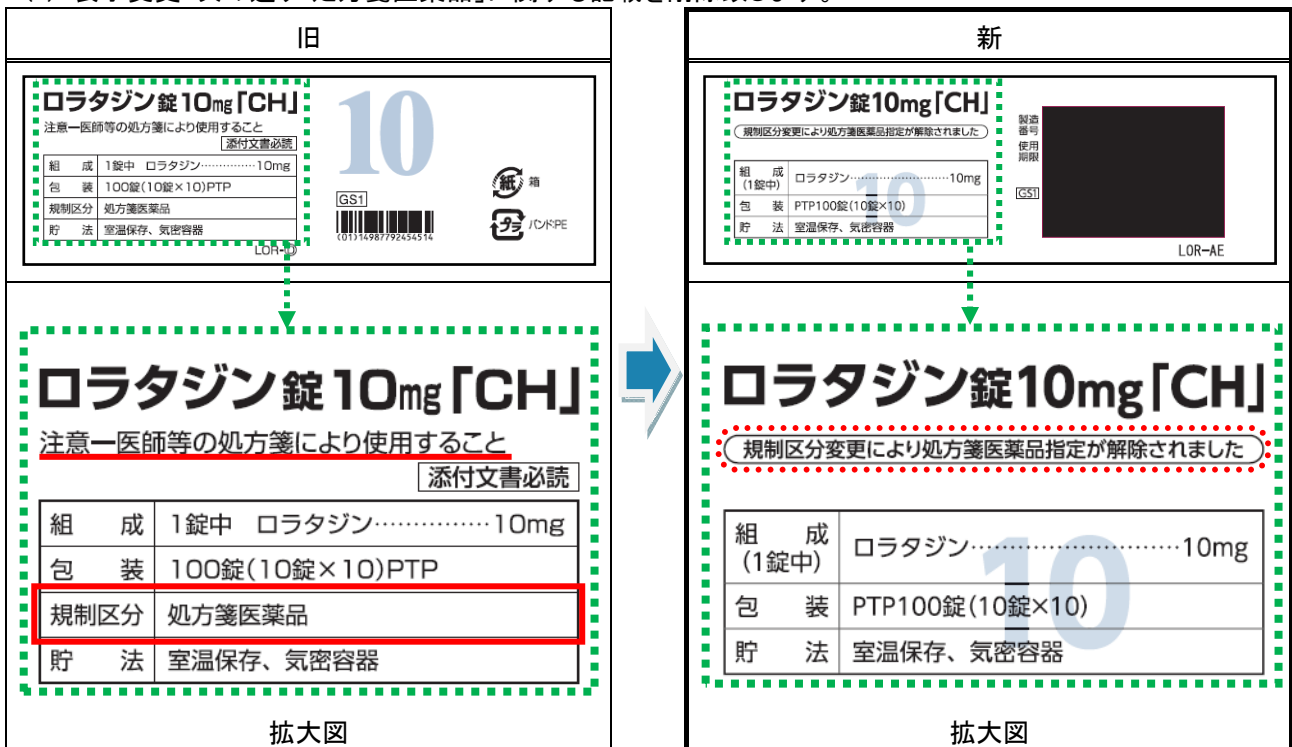 旧
ロラタジン錠10mg「CH」
注意―医師等の処方箋により使用すること
添付文書必読
組 成 1錠中 ロラタジン……………10mg
包 装 100錠(10錠×10)PTP
規制区分 処方箋医薬品
貯 法 室温保存、気密容器
LOR-
10
GS1
(01)14987792454514
紙 箱
プラ バンド:PE
ロラタジン錠10mg「CH」
注意―医師等の処方箋により使用すること
添付文書必読
組 成 1錠中 ロラタジン……………10mg
包 装 100錠(10錠×10)PTP
規制区分 処方箋医薬品
貯 法 室温保存、気密容器
拡大図
新
ロラタジン錠10mg「CH」
規制区分変更により処方箋医薬品指定が解除されました
組 成 (1錠中) ロラタジン………………………10mg
包 装 PTP100錠(10錠×10)
貯 法 室温保存、気密容器
10
製造番号
使用期限
GS1
LOR-AE
ロラタジン錠10mg「CH」
規制区分変更により処方箋医薬品指定が解除されました
組 成
(1錠中)
ロラタジン………………………10mg
包 装 PTP100錠(10錠×10)
貯 法 室温保存、気密容器
10
拡大図